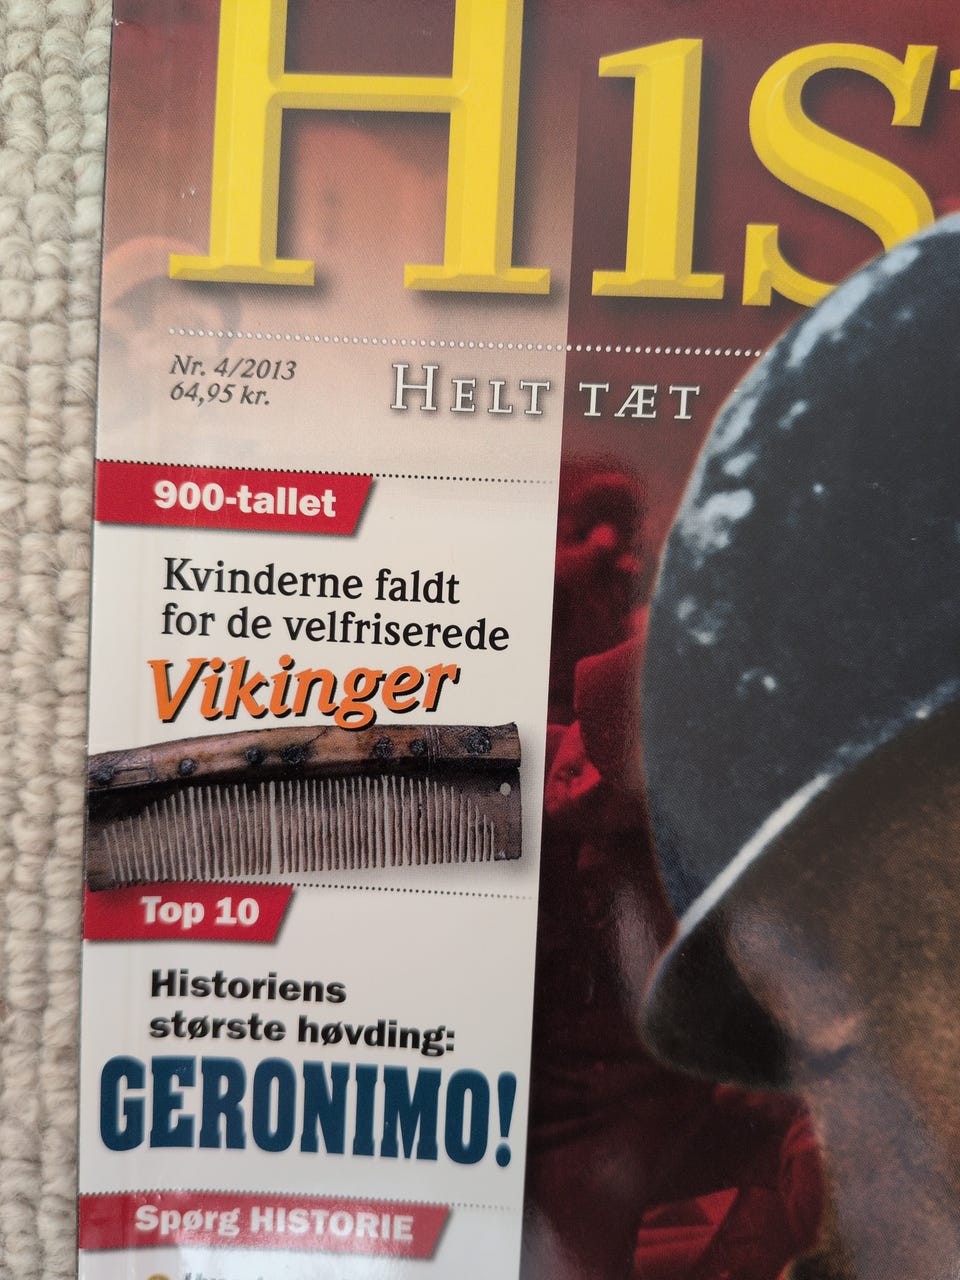 HIS
Nr. 4/2013
64,95 kr.
HELT TÆT
900-tallet
Kvinderne faldt
for de velfriserede
Vikinger
Top 10
Historiens
største høvding:
GERONIMO!
Spørg HISTORIE